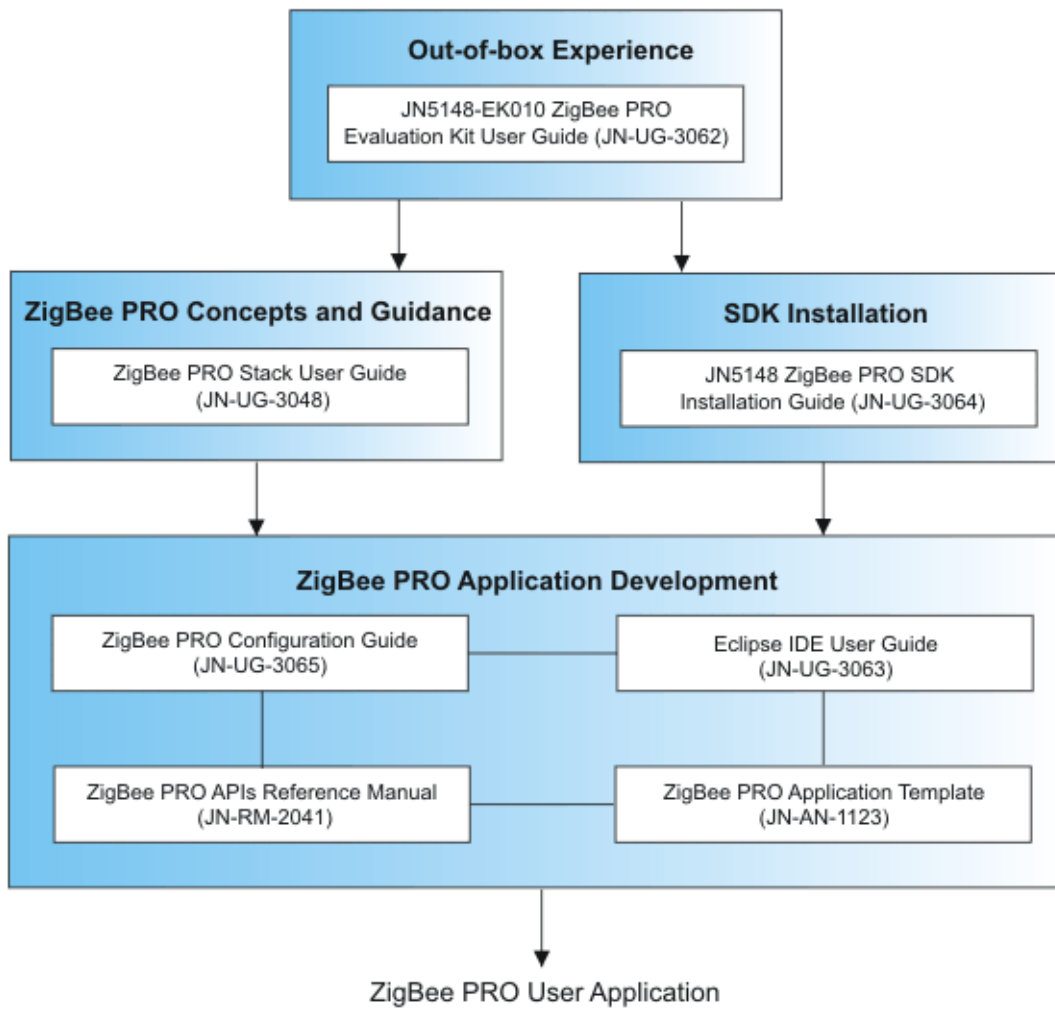 Out-of-box Experience
JN5148-EK010 ZigBee PRO
Evaluation Kit User Guide (JN-UG-3062)
ZigBee PRO Concepts and Guidance
ZigBee PRO Stack User Guide
(JN-UG-3048)
SDK Installation
JN5148 ZigBee PRO SDK
Installation Guide (JN-UG-3064)
ZigBee PRO Application Development
ZigBee PRO Configuration Guide
(JN-UG-3065)
Eclipse IDE User Guide
(JN-UG-3063)
ZigBee PRO APIs Reference Manual
(JN-RM-2041)
ZigBee PRO Application Template
(JN-AN-1123)
ZigBee PRO User Application